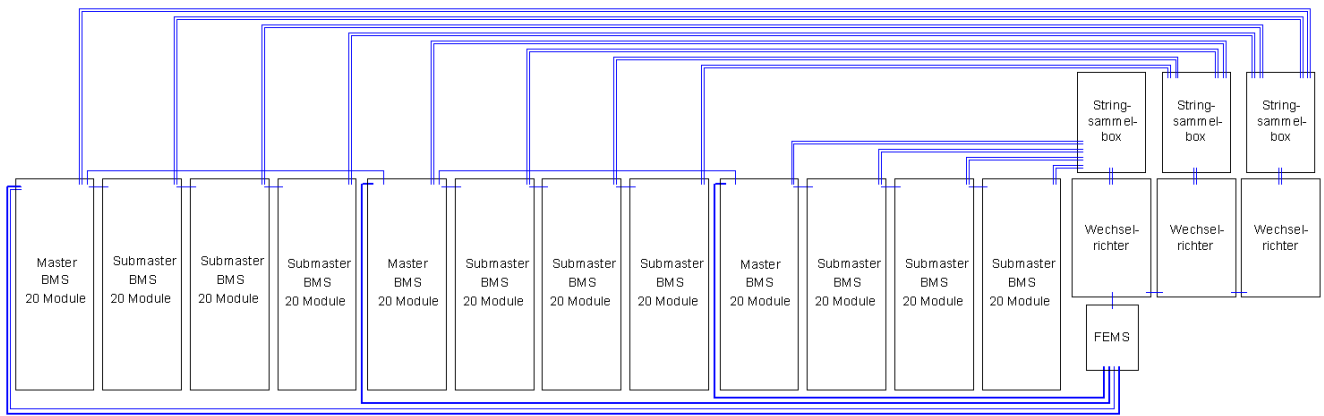 String-
sammel-
box
String-
sammel-
box
String-
sammel-
box
Master
BMS
20 Module
Submaster
BMS
20 Module
Submaster
BMS
20 Module
Submaster
BMS
20 Module
Master
BMS
20 Module
Submaster
BMS
20 Module
Submaster
BMS
20 Module
Submaster
BMS
20 Module
Master
BMS
20 Module
Submaster
BMS
20 Module
Submaster
BMS
20 Module
Submaster
BMS
20 Module
Wechsel-
richter
Wechsel-
richter
Wechsel-
richter
FEMS